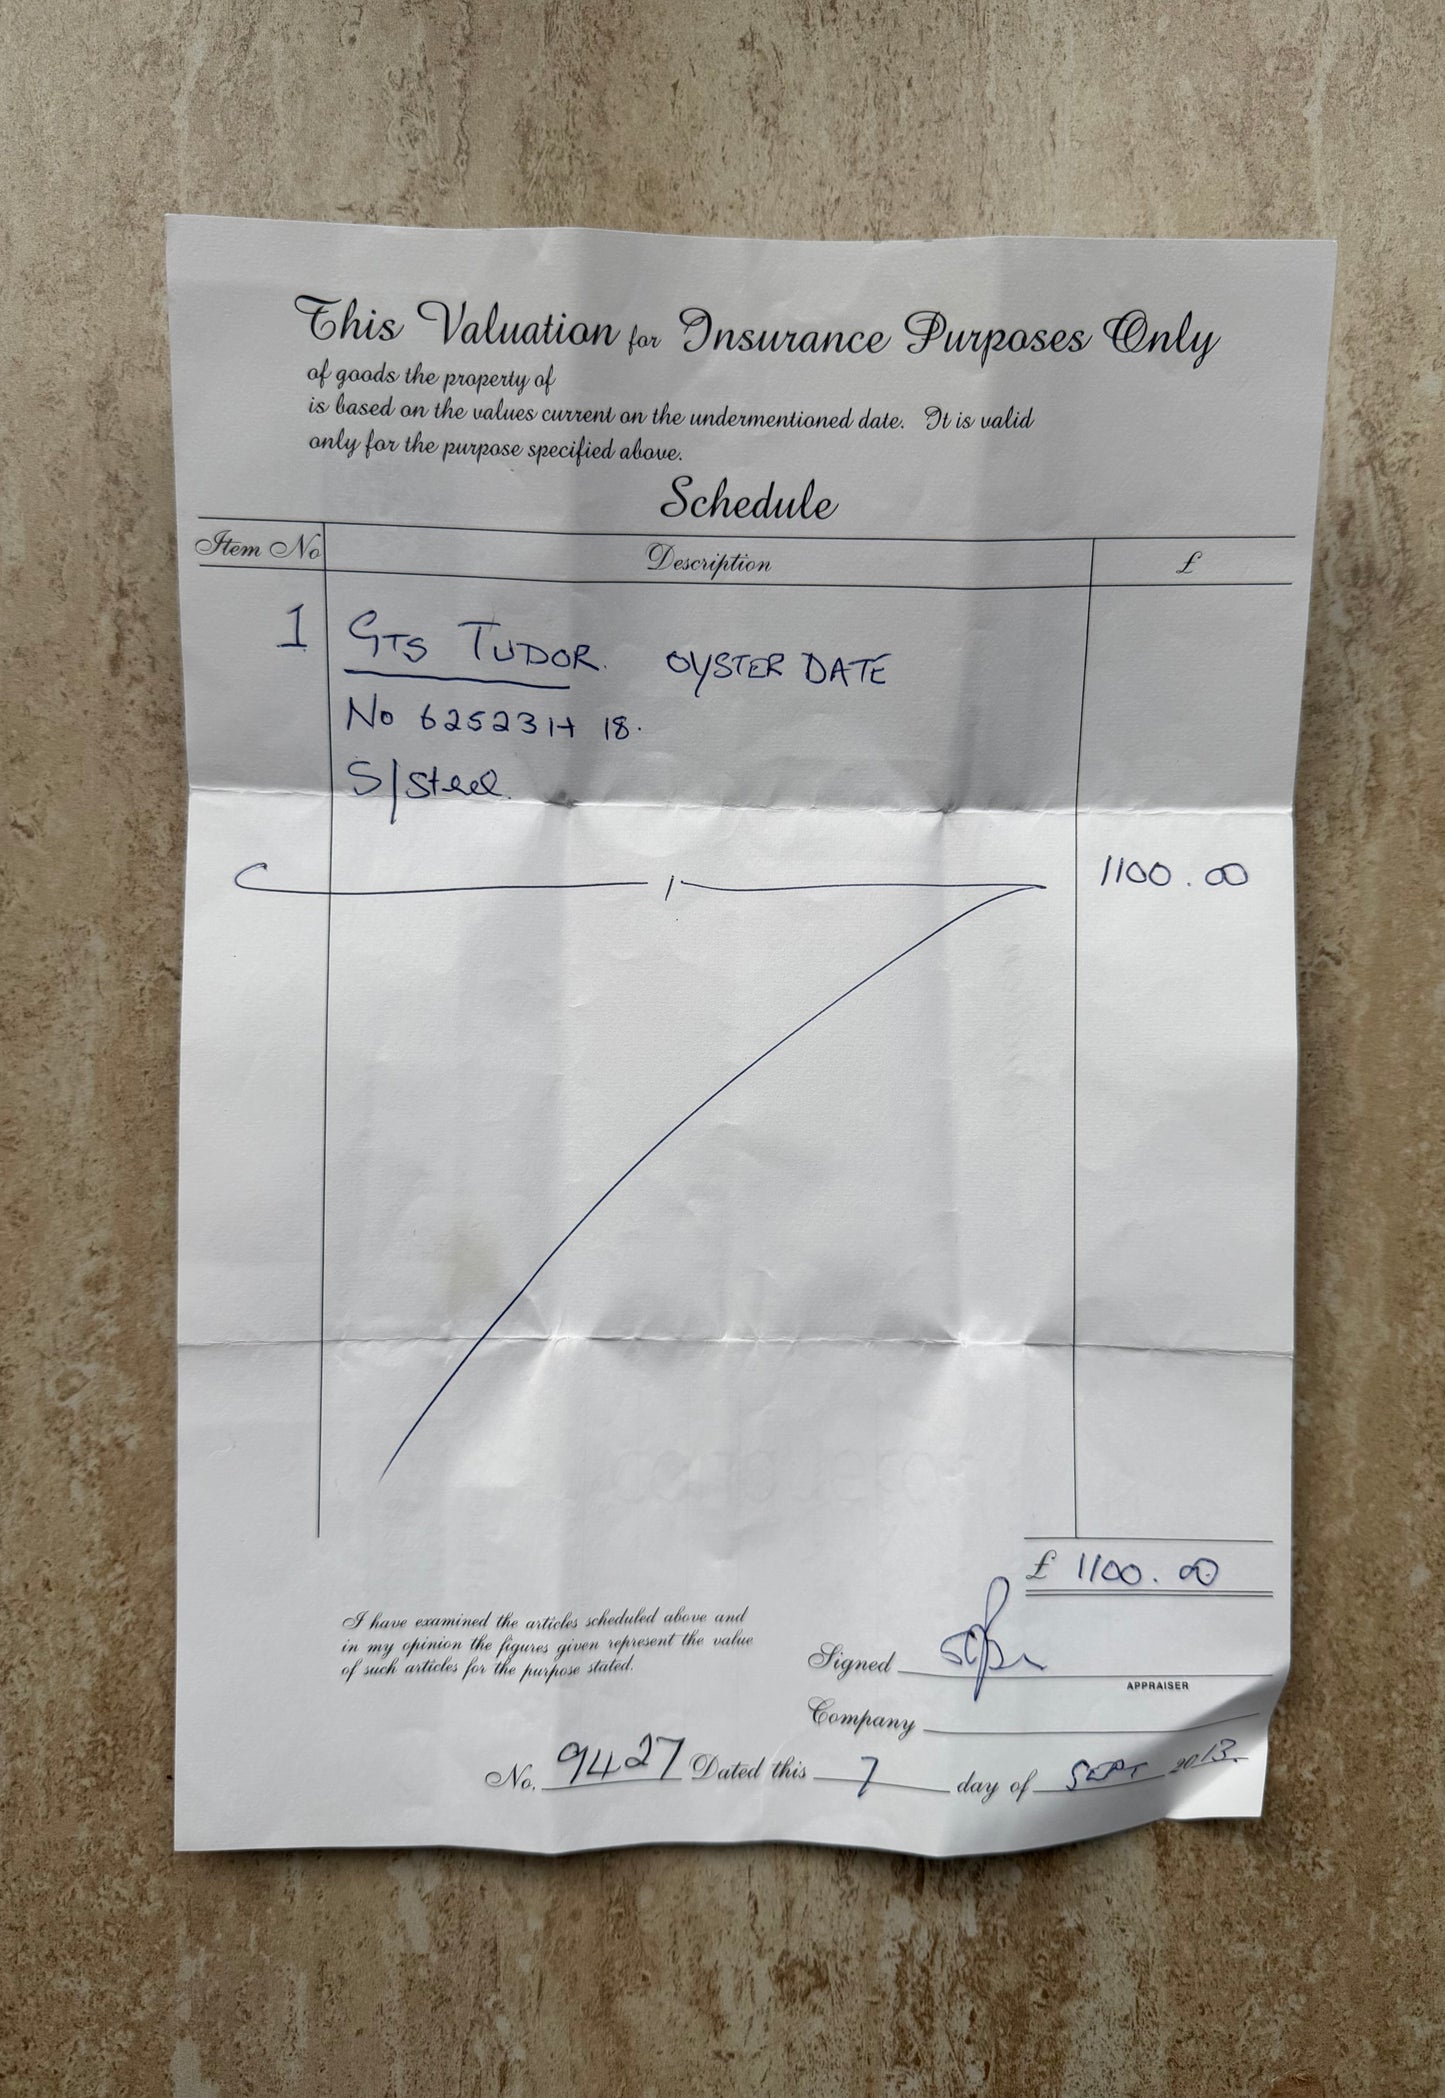 This Valuation for Insurance Purposes Only
of goods the property of
is based on the values current on the undermentioned date. It is valid
only for the purpose specified above.
Schedule
Item No Description £
1 GTS TUDOR. OYSTER DATE
No 625231+ 18.
S/Steel.
1100.00
£ 1100.00
I have examined the articles scheduled above and
in my opinion the figures given represent the value
of such articles for the purpose stated.
Signed
APPRAISER
Company
No. 9427 Dated this 7 day of SEPT 2013.